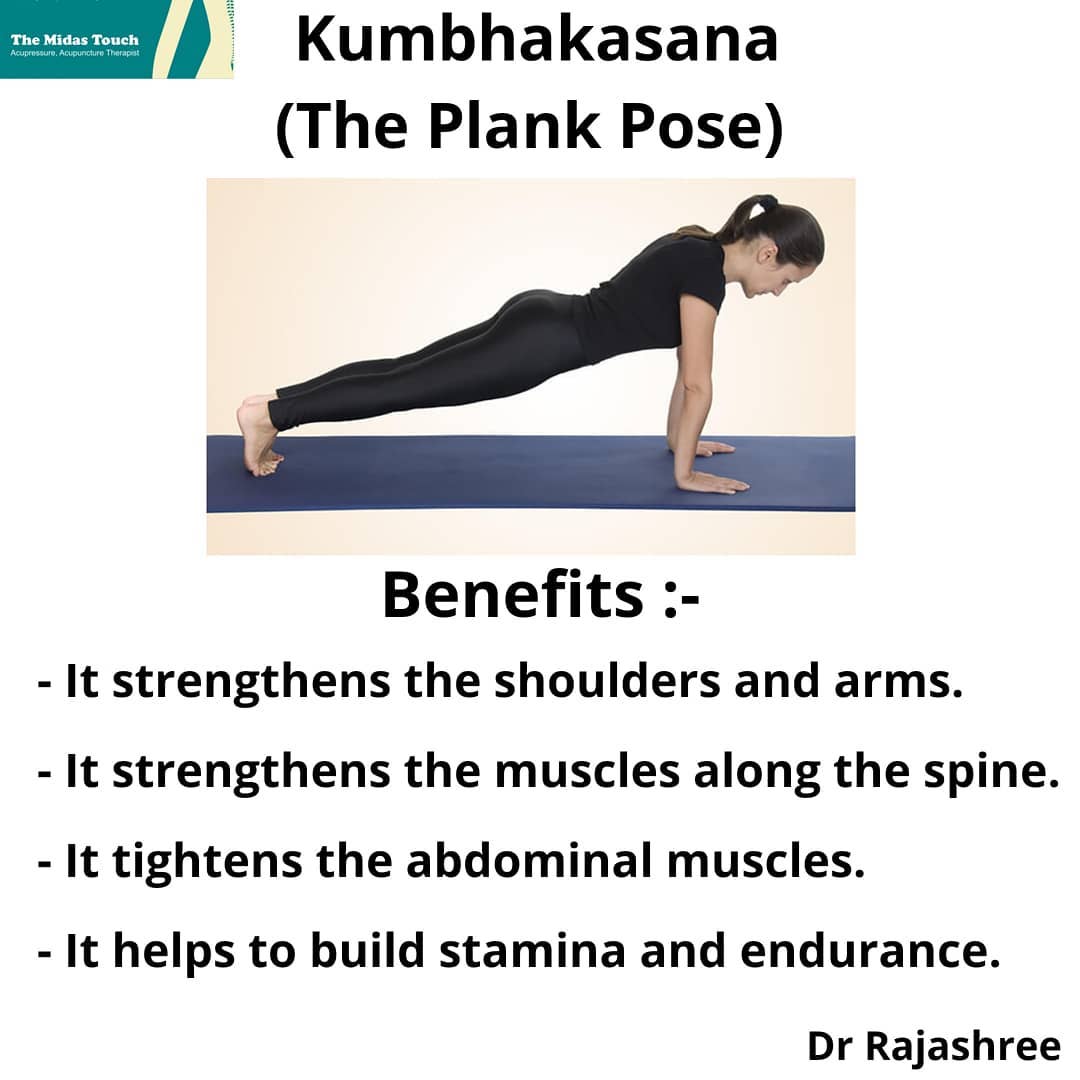 The Midas Touch
Acupressure, Acupuncture Therapist
Kumbhakasana
(The Plank Pose)
Benefits :-
- It strengthens the shoulders and arms.
- It strengthens the muscles along the spine.
- It tightens the abdominal muscles.
- It helps to build stamina and endurance.
Dr Rajashree